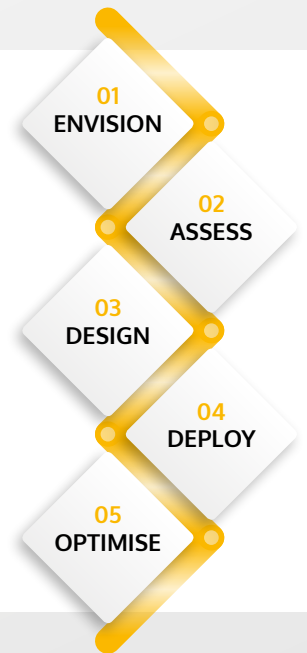 01
ENVISION
02
ASSESS
03
DESIGN
04
DEPLOY
05
OPTIMISE